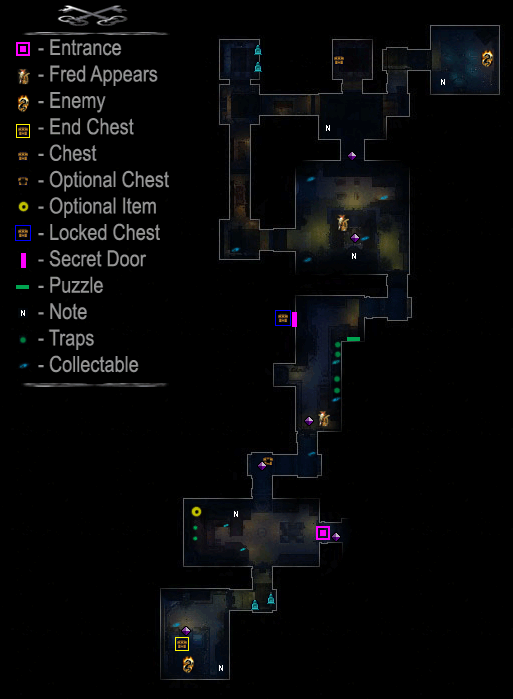 - Entrance
- Fred Appears
- Enemy
- End Chest
- Chest
- Optional Chest
- Optional Item
- Locked Chest
- Secret Door
- Puzzle
N - Note
- Traps
- Collectable
N
N
N
N
N